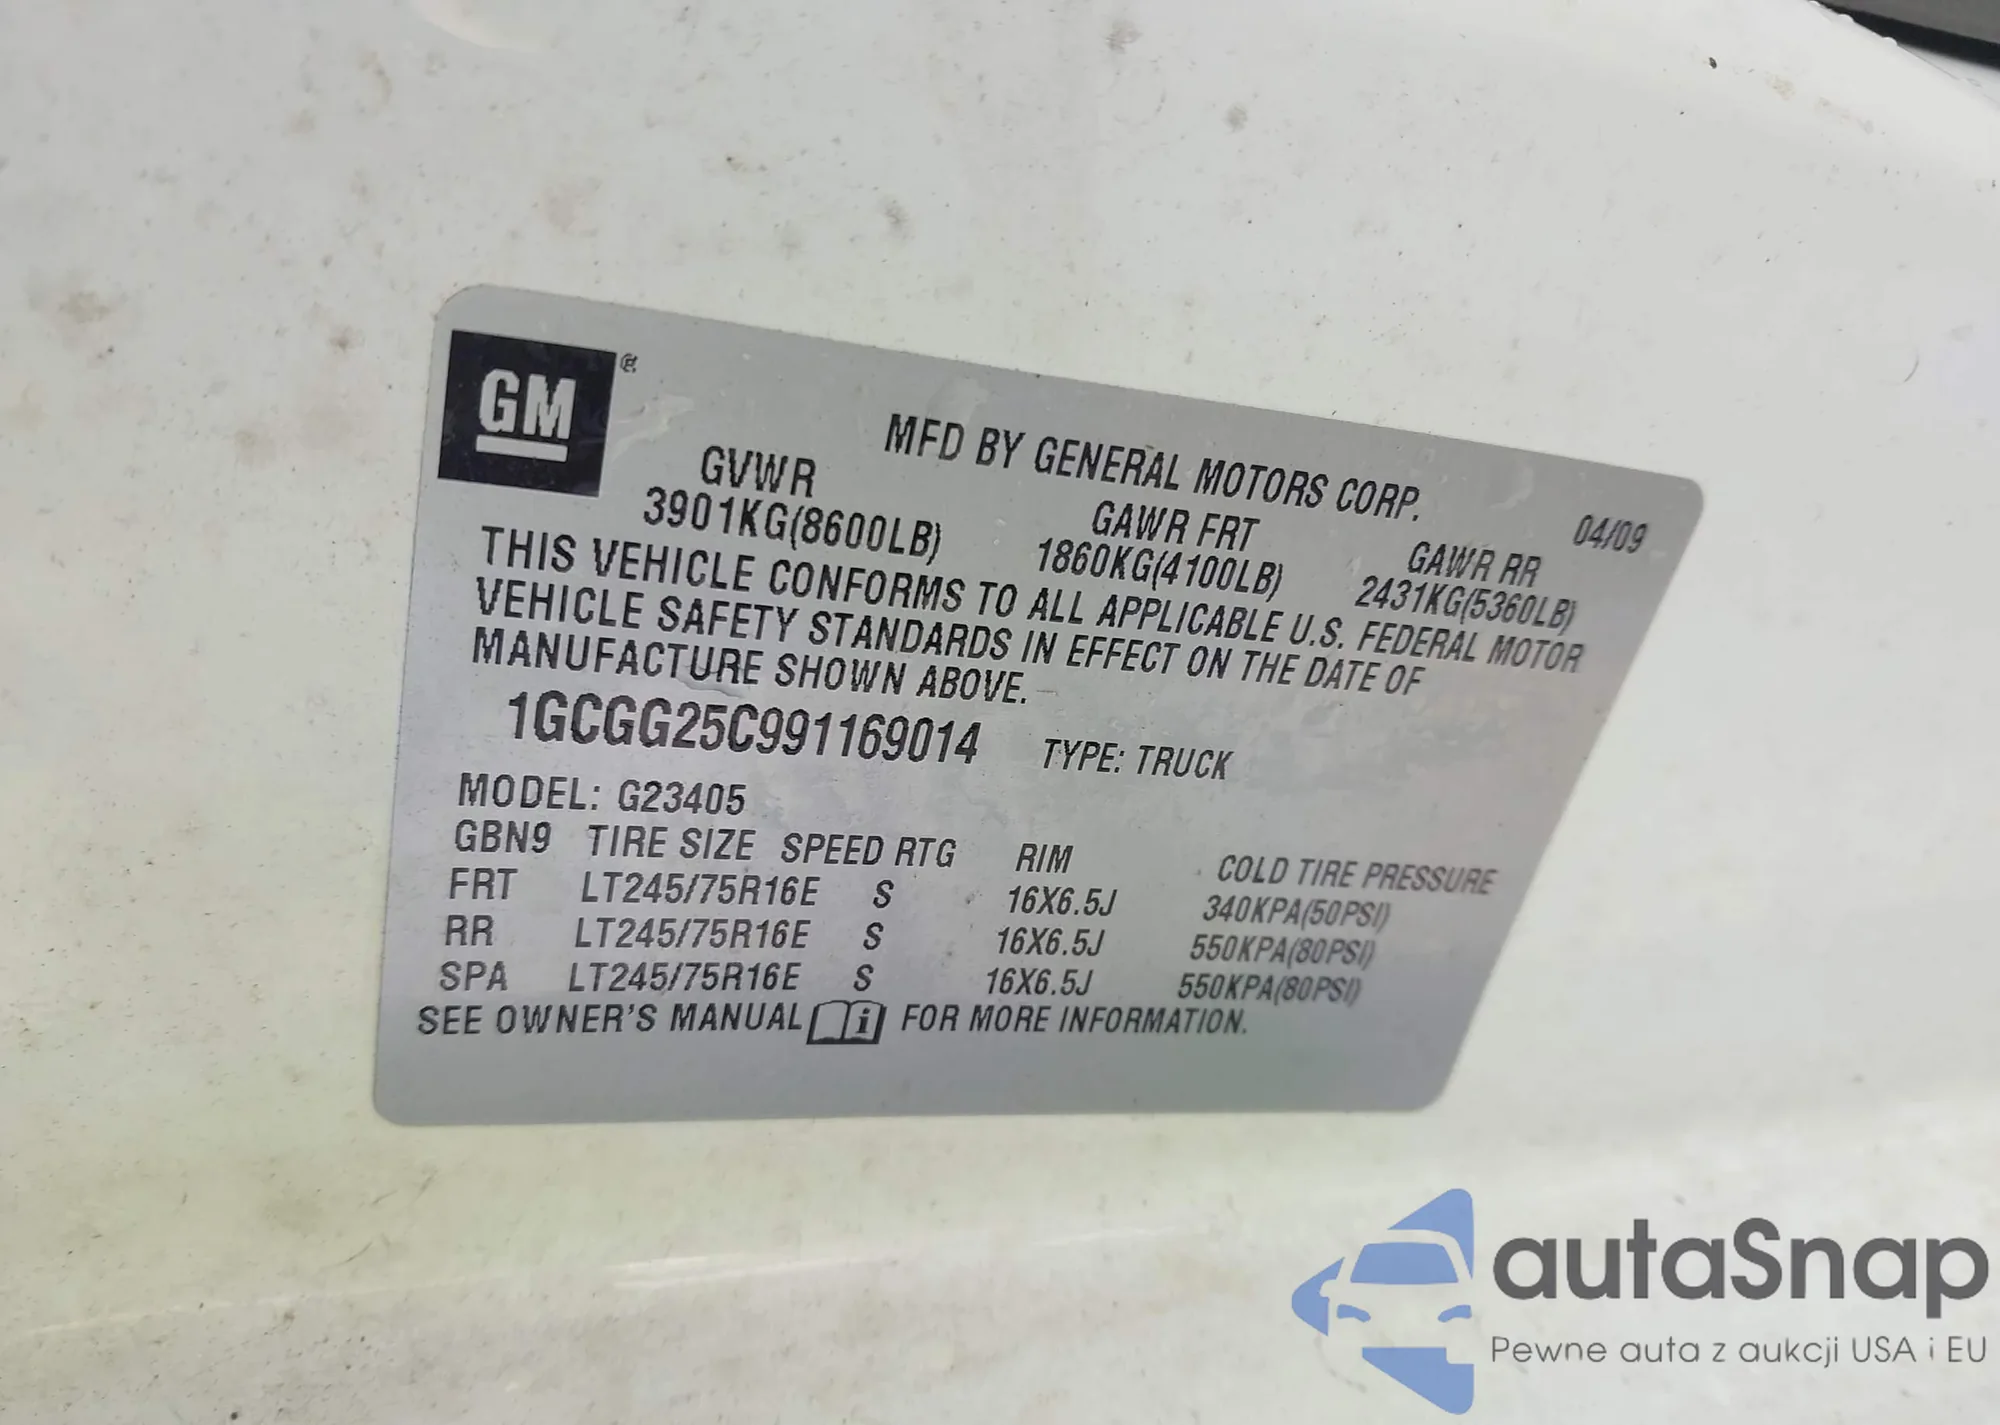 GM®
MFD BY GENERAL MOTORS CORP.
04/09
GVWR GAWR FRT GAWR RR
3901KG(8600LB) 1860KG(4100LB) 2431KG(5360LB)
THIS VEHICLE CONFORMS TO ALL APPLICABLE U.S. FEDERAL MOTOR
VEHICLE SAFETY STANDARDS IN EFFECT ON THE DATE OF
MANUFACTURE SHOWN ABOVE.
1GCGG25C991169014 TYPE: TRUCK
MODEL: G23405
GBN9 TIRE SIZE SPEED RTG RIM COLD TIRE PRESSURE
FRT LT245/75R16E S 16X6.5J 340KPA(50PSI)
RR LT245/75R16E S 16X6.5J 550KPA(80PSI)
SPA LT245/75R16E S 16X6.5J 550KPA(80PSI)
SEE OWNER'S MANUAL i FOR MORE INFORMATION.
autaSnap
Pewne auta z aukcji USA i EU